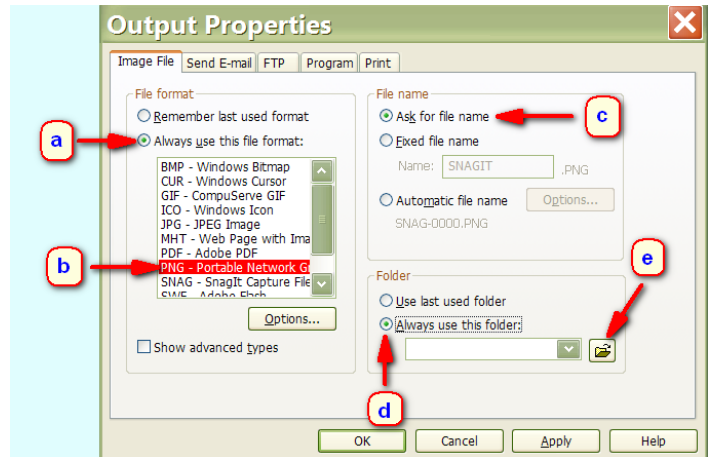 Output Properties
Image File Send E-mail FTP Program Print
File format
Remember last used format
Always use this file format:
BMP - Windows Bitmap
CUR - Windows Cursor
GIF - CompuServe GIF
ICO - Windows Icon
JPG - JPEG Image
MHT - Web Page with Ima
PDF - Adobe PDF
PNG - Portable Network G
SNAG - SnagIt Capture File
SWF - Adobe Flash
Options...
Show advanced types
File name
Ask for file name
Fixed file name
Name: SNAGIT .PNG
Automatic file name Options...
SNAG-0000.PNG
Folder
Use last used folder
Always use this folder:
a
b
c
d
e
OK Cancel Apply Help